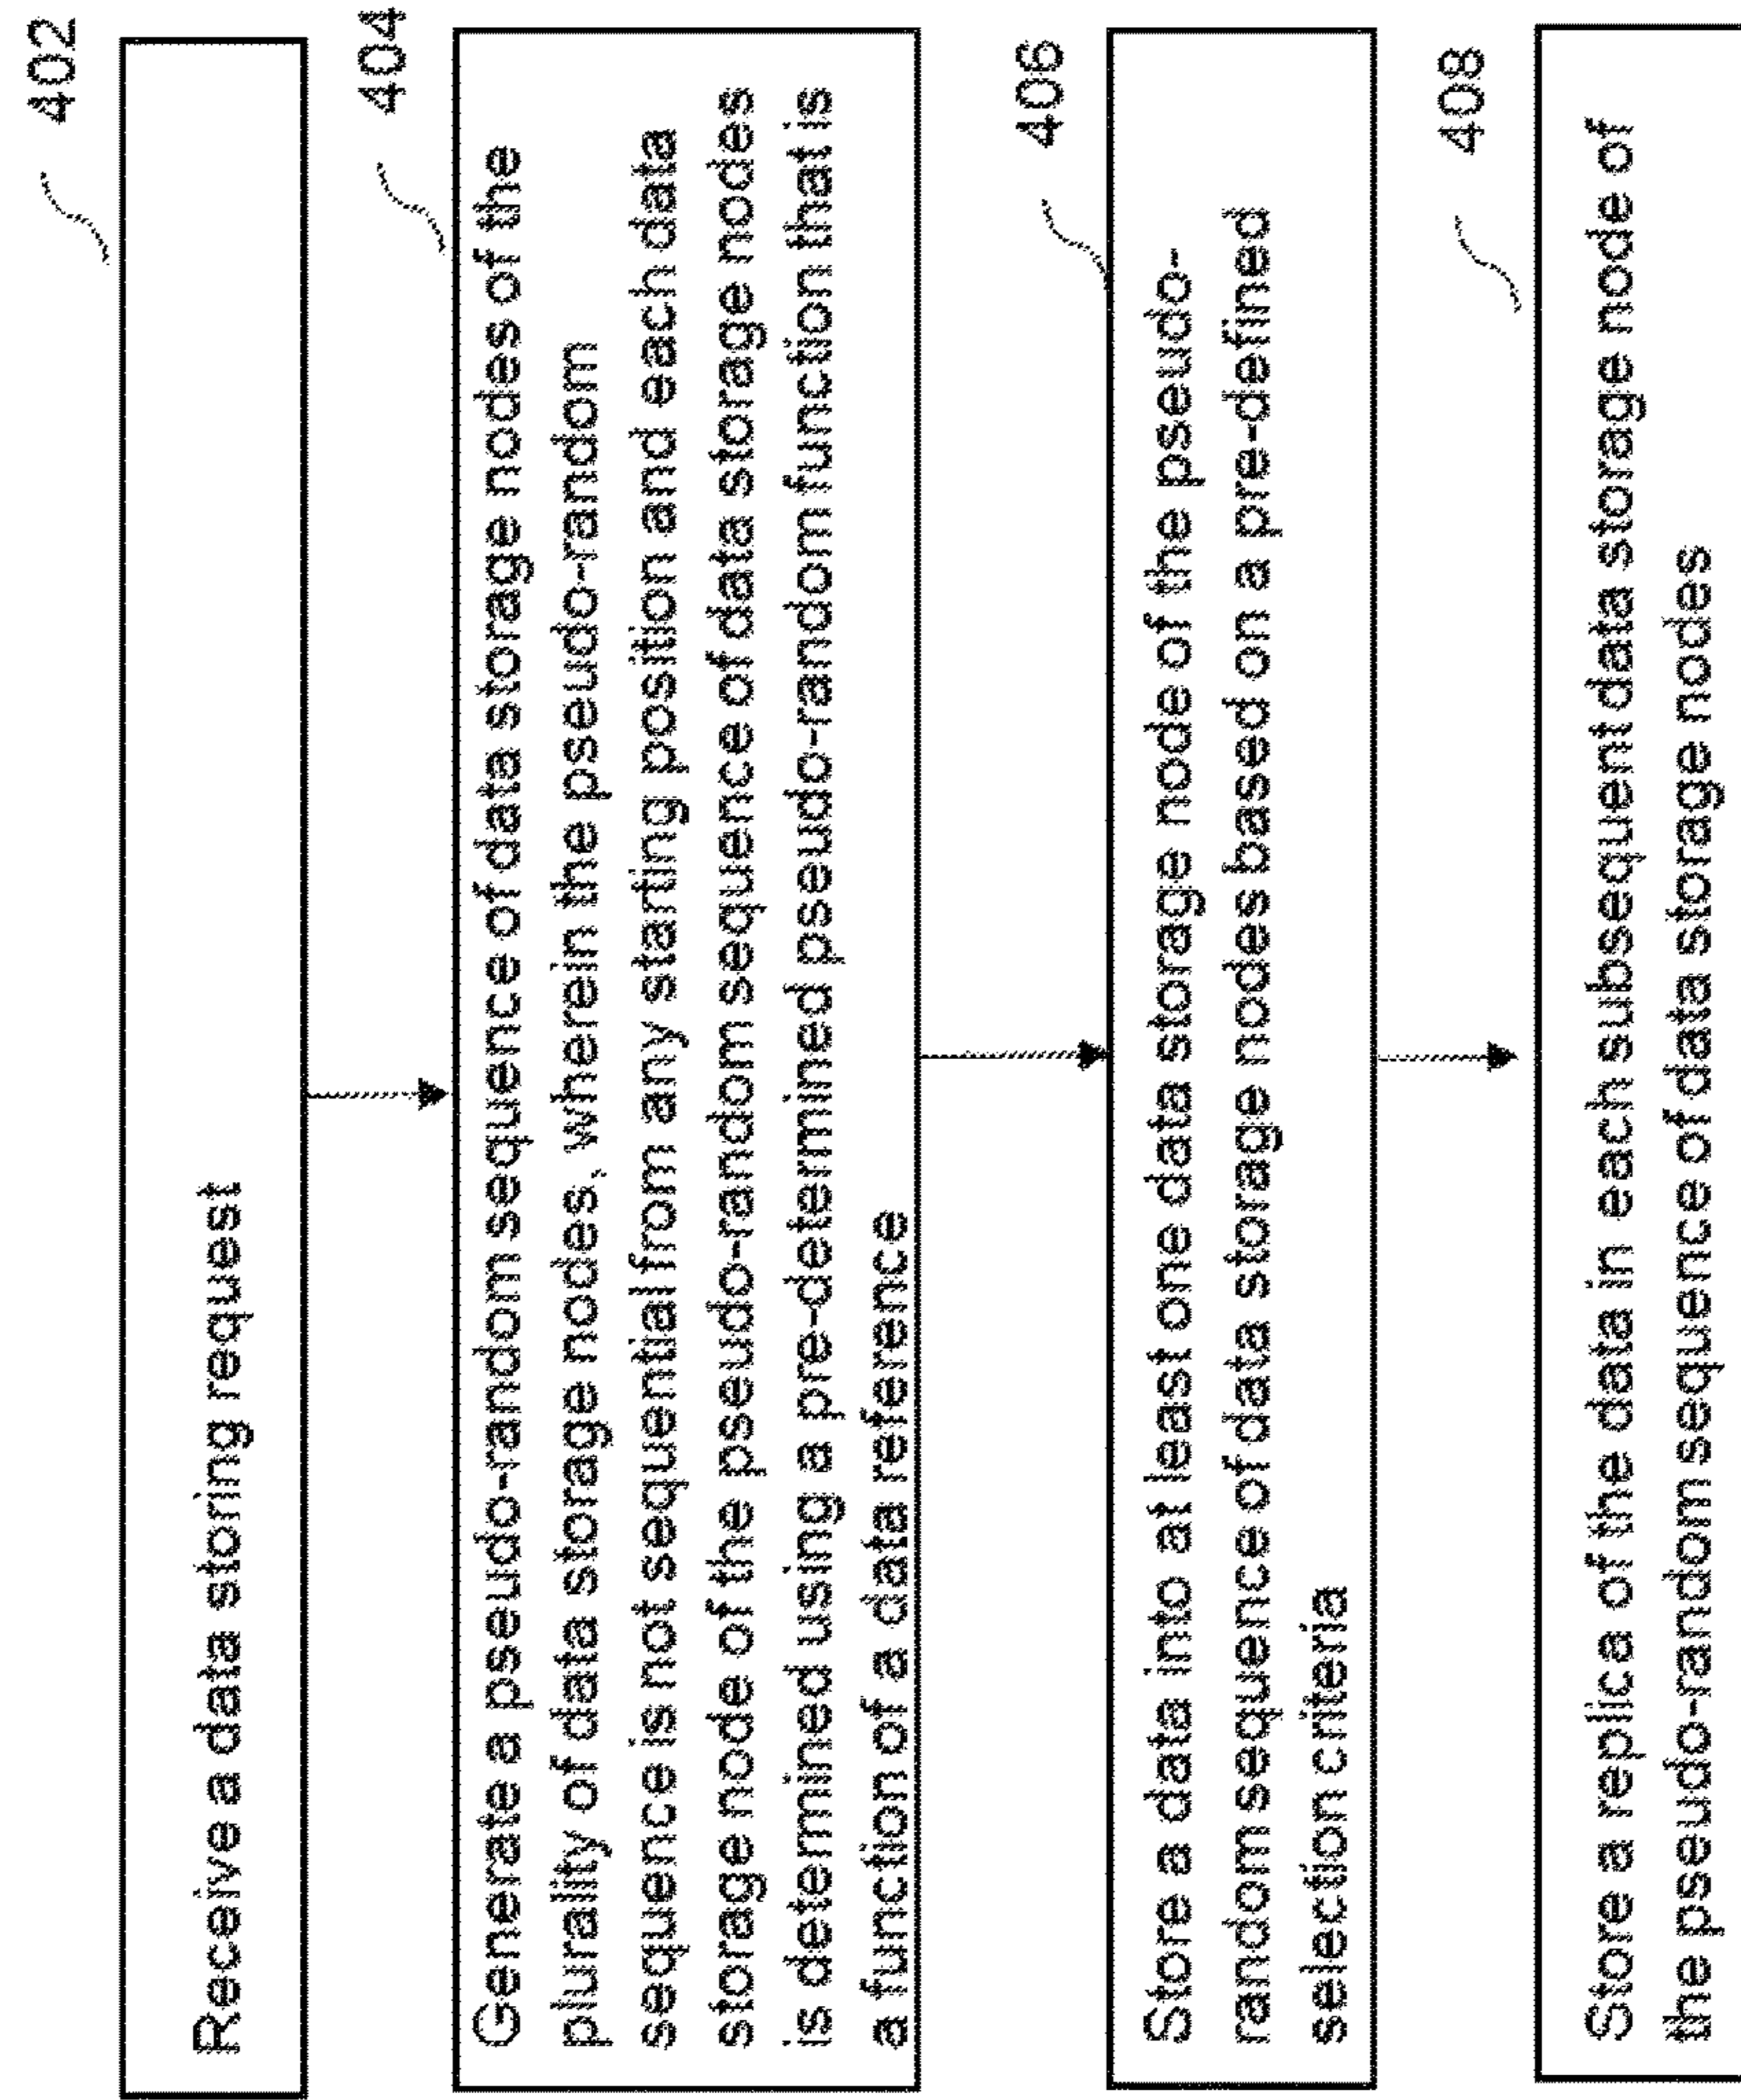 402
Receive a data storing request
404
Generate a pseudo-random sequence of data storage nodes of the
plurality of data storage nodes, wherein the pseudo-random
sequence is not sequential from any starting position and each data
storage node of the pseudo-random sequence of data storage nodes
is determined using a pre-determined pseudo-random function that is
a function of a data reference
406
Store a data into at least one data storage node of the pseudo-
random sequence of data storage nodes based on a pre-defined
selection criteria
408
Store a replica of the data in each subsequent data storage node of
the pseudo-random sequence of data storage nodes